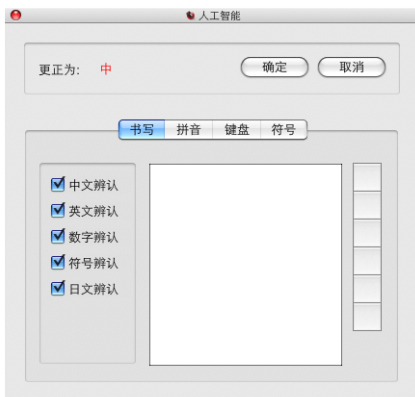 人工智能
更正为: 中 确定 取消
书写 拼音 键盘 符号
中文辨认
英文辨认
数字辨认
符号辨认
日文辨认